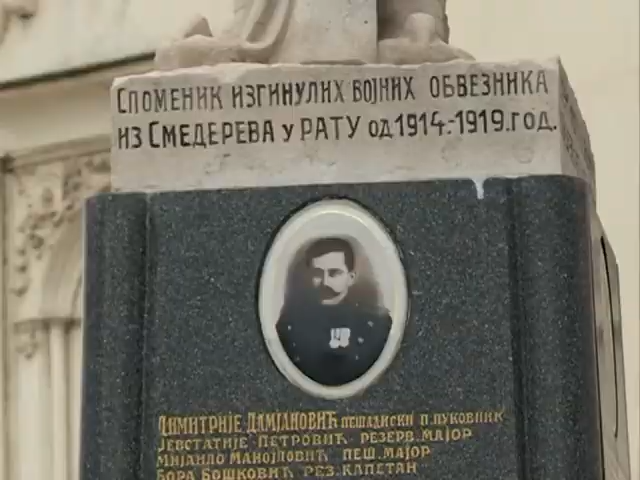 СПОМЕНИК ИЗГИНУЛИХ ВОЈНИХ ОБВЕЗНИКА
ИЗ СМЕДЕРЕВА У РАТУ ОД 1914.-1919.ГОД.
ДИМИТРИЈЕ ДАМЈАНОВИЋ ПЕШАДИСКИ П.ПУКОВНИК
ЈЕВСТАТИЈЕ ПЕТРОВИЋ РЕЗЕРВ. МАЈОР
МИЈАИЛО МАНОЈЛОВИЋ ПЕШ. МАЈОР
БОРА БОШКОВИЋ РЕЗ. КАПЕТАН